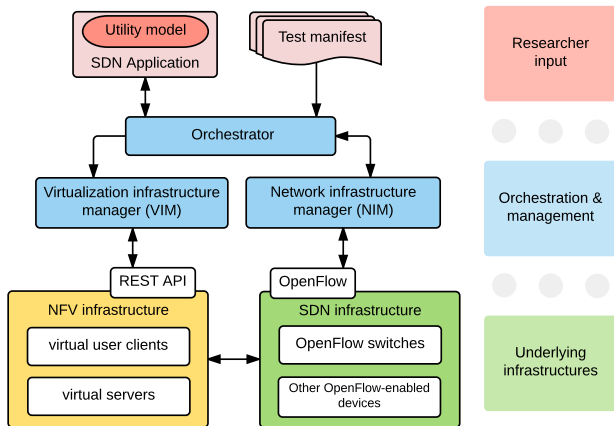 Utility model
SDN Application
Test manifest
Researcher
input
Orchestrator
Virtualization infrastructure
manager (VIM)
Network infrastructure
manager (NIM)
Orchestration &
management
REST API
OpenFlow
NFV infrastructure
virtual user clients
virtual servers
SDN infrastructure
OpenFlow switches
Other OpenFlow-enabled
devices
Underlying
infrastructures